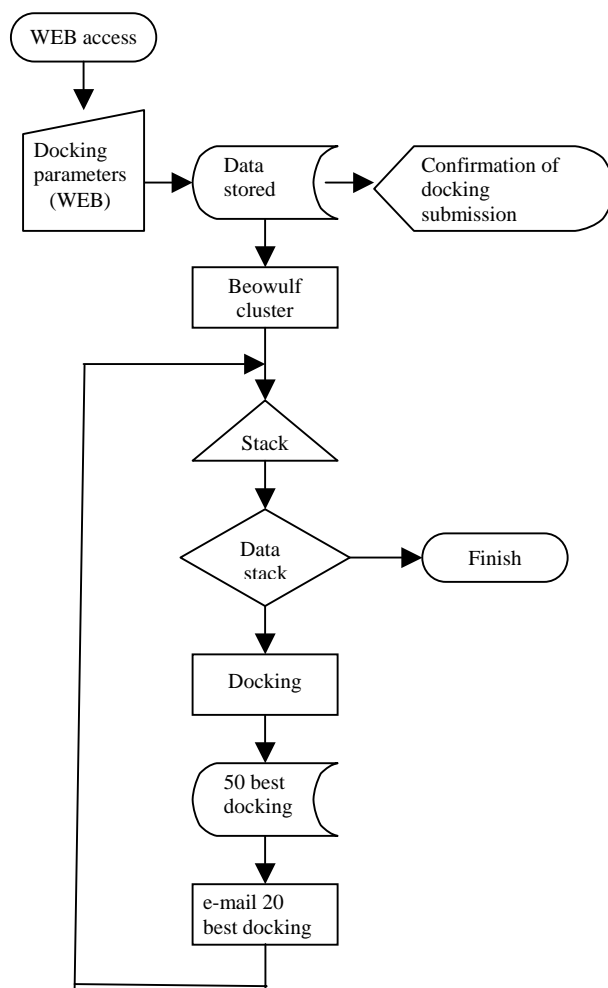 WEB access
Docking
parameters
(WEB)
Data
stored
Confirmation of
docking
submission
Beowulf
cluster
Stack
Data
stack
Finish
Docking
50 best
docking
e-mail 20
best docking